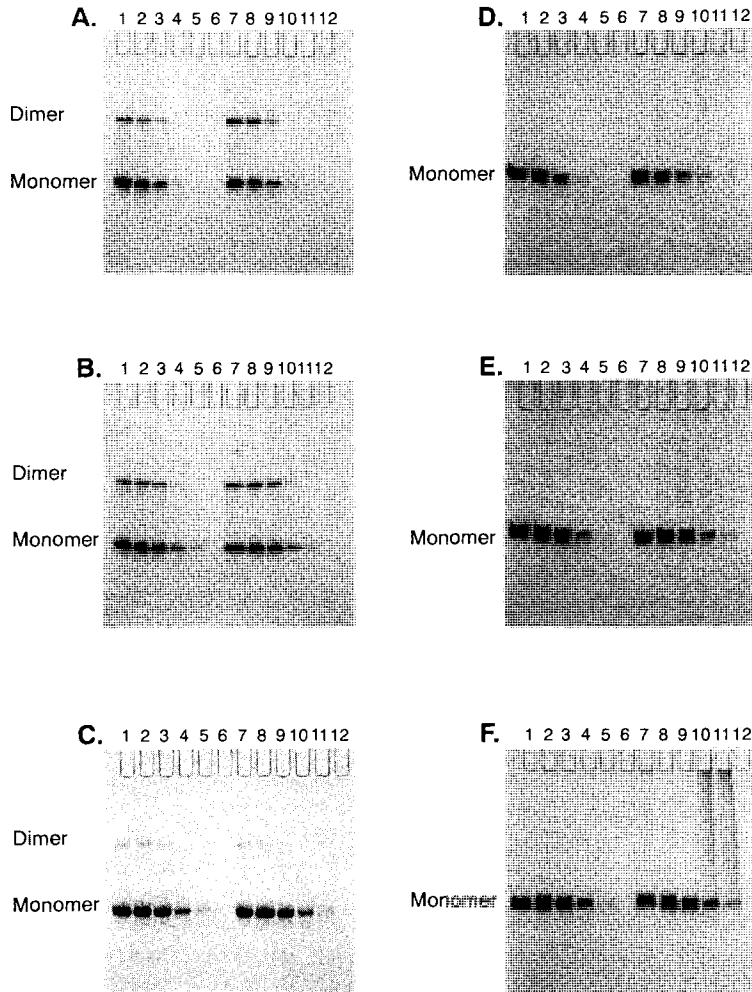 A. 1 2 3 4 5 6 7 8 9 10 11 12
Dimer
Monomer
B. 1 2 3 4 5 6 7 8 9 10 11 12
Dimer
Monomer
C. 1 2 3 4 5 6 7 8 9 10 11 12
Dimer
Monomer
D. 1 2 3 4 5 6 7 8 9 10 11 12
Monomer
E. 1 2 3 4 5 6 7 8 9 10 11 12
Monomer
F. 1 2 3 4 5 6 7 8 9 10 11 12
Monomer